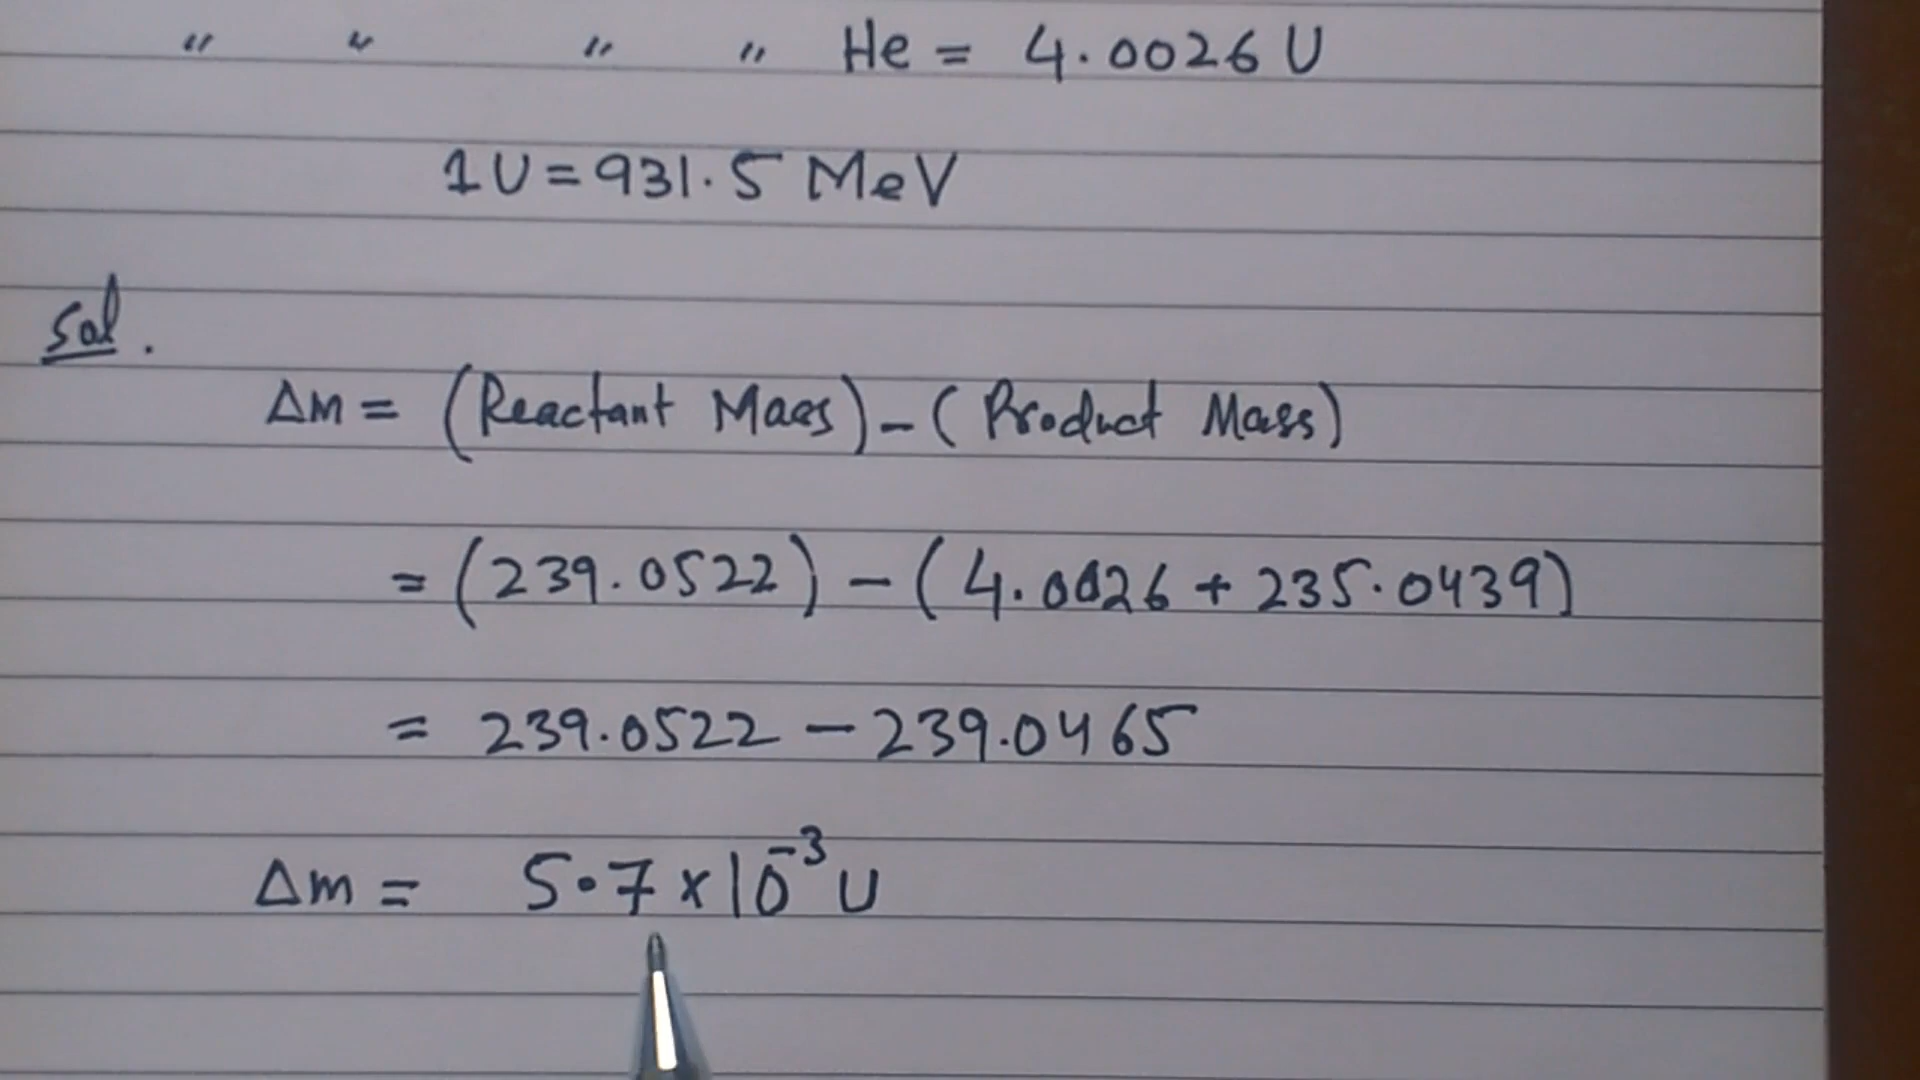 " " " " He = 4.0026 U
1U = 931.5 MeV
Sol.
Δm = (Reactant Mass) - (Product Mass)
= (239.0522) - (4.0026 + 235.0439)
= 239.0522 - 239.0465
Δm = 5.7 x 10⁻³ U